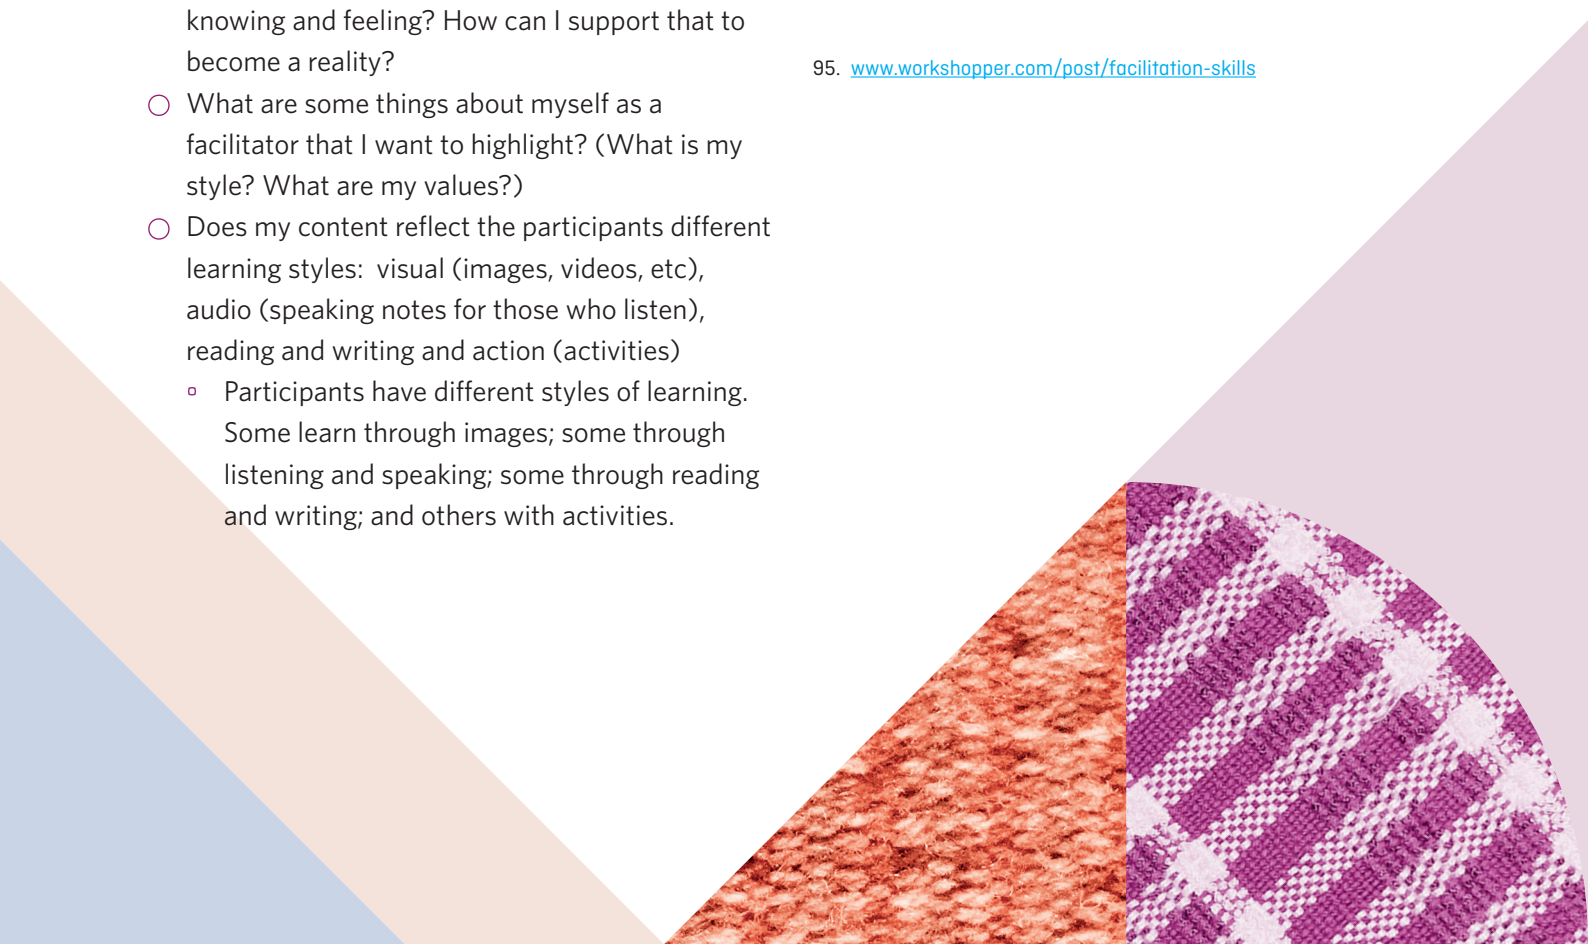 knowing and feeling? How can I support that to
become a reality?
What are some things about myself as a
facilitator that I want to highlight? (What is my
style? What are my values?)
Does my content reflect the participants different
learning styles:  visual (images, videos, etc),
audio (speaking notes for those who listen),
reading and writing and action (activities)
Participants have different styles of learning.
Some learn through images; some through
listening and speaking; some through reading
and writing; and others with activities.
95. www.workshopper.com/post/facilitation-skills